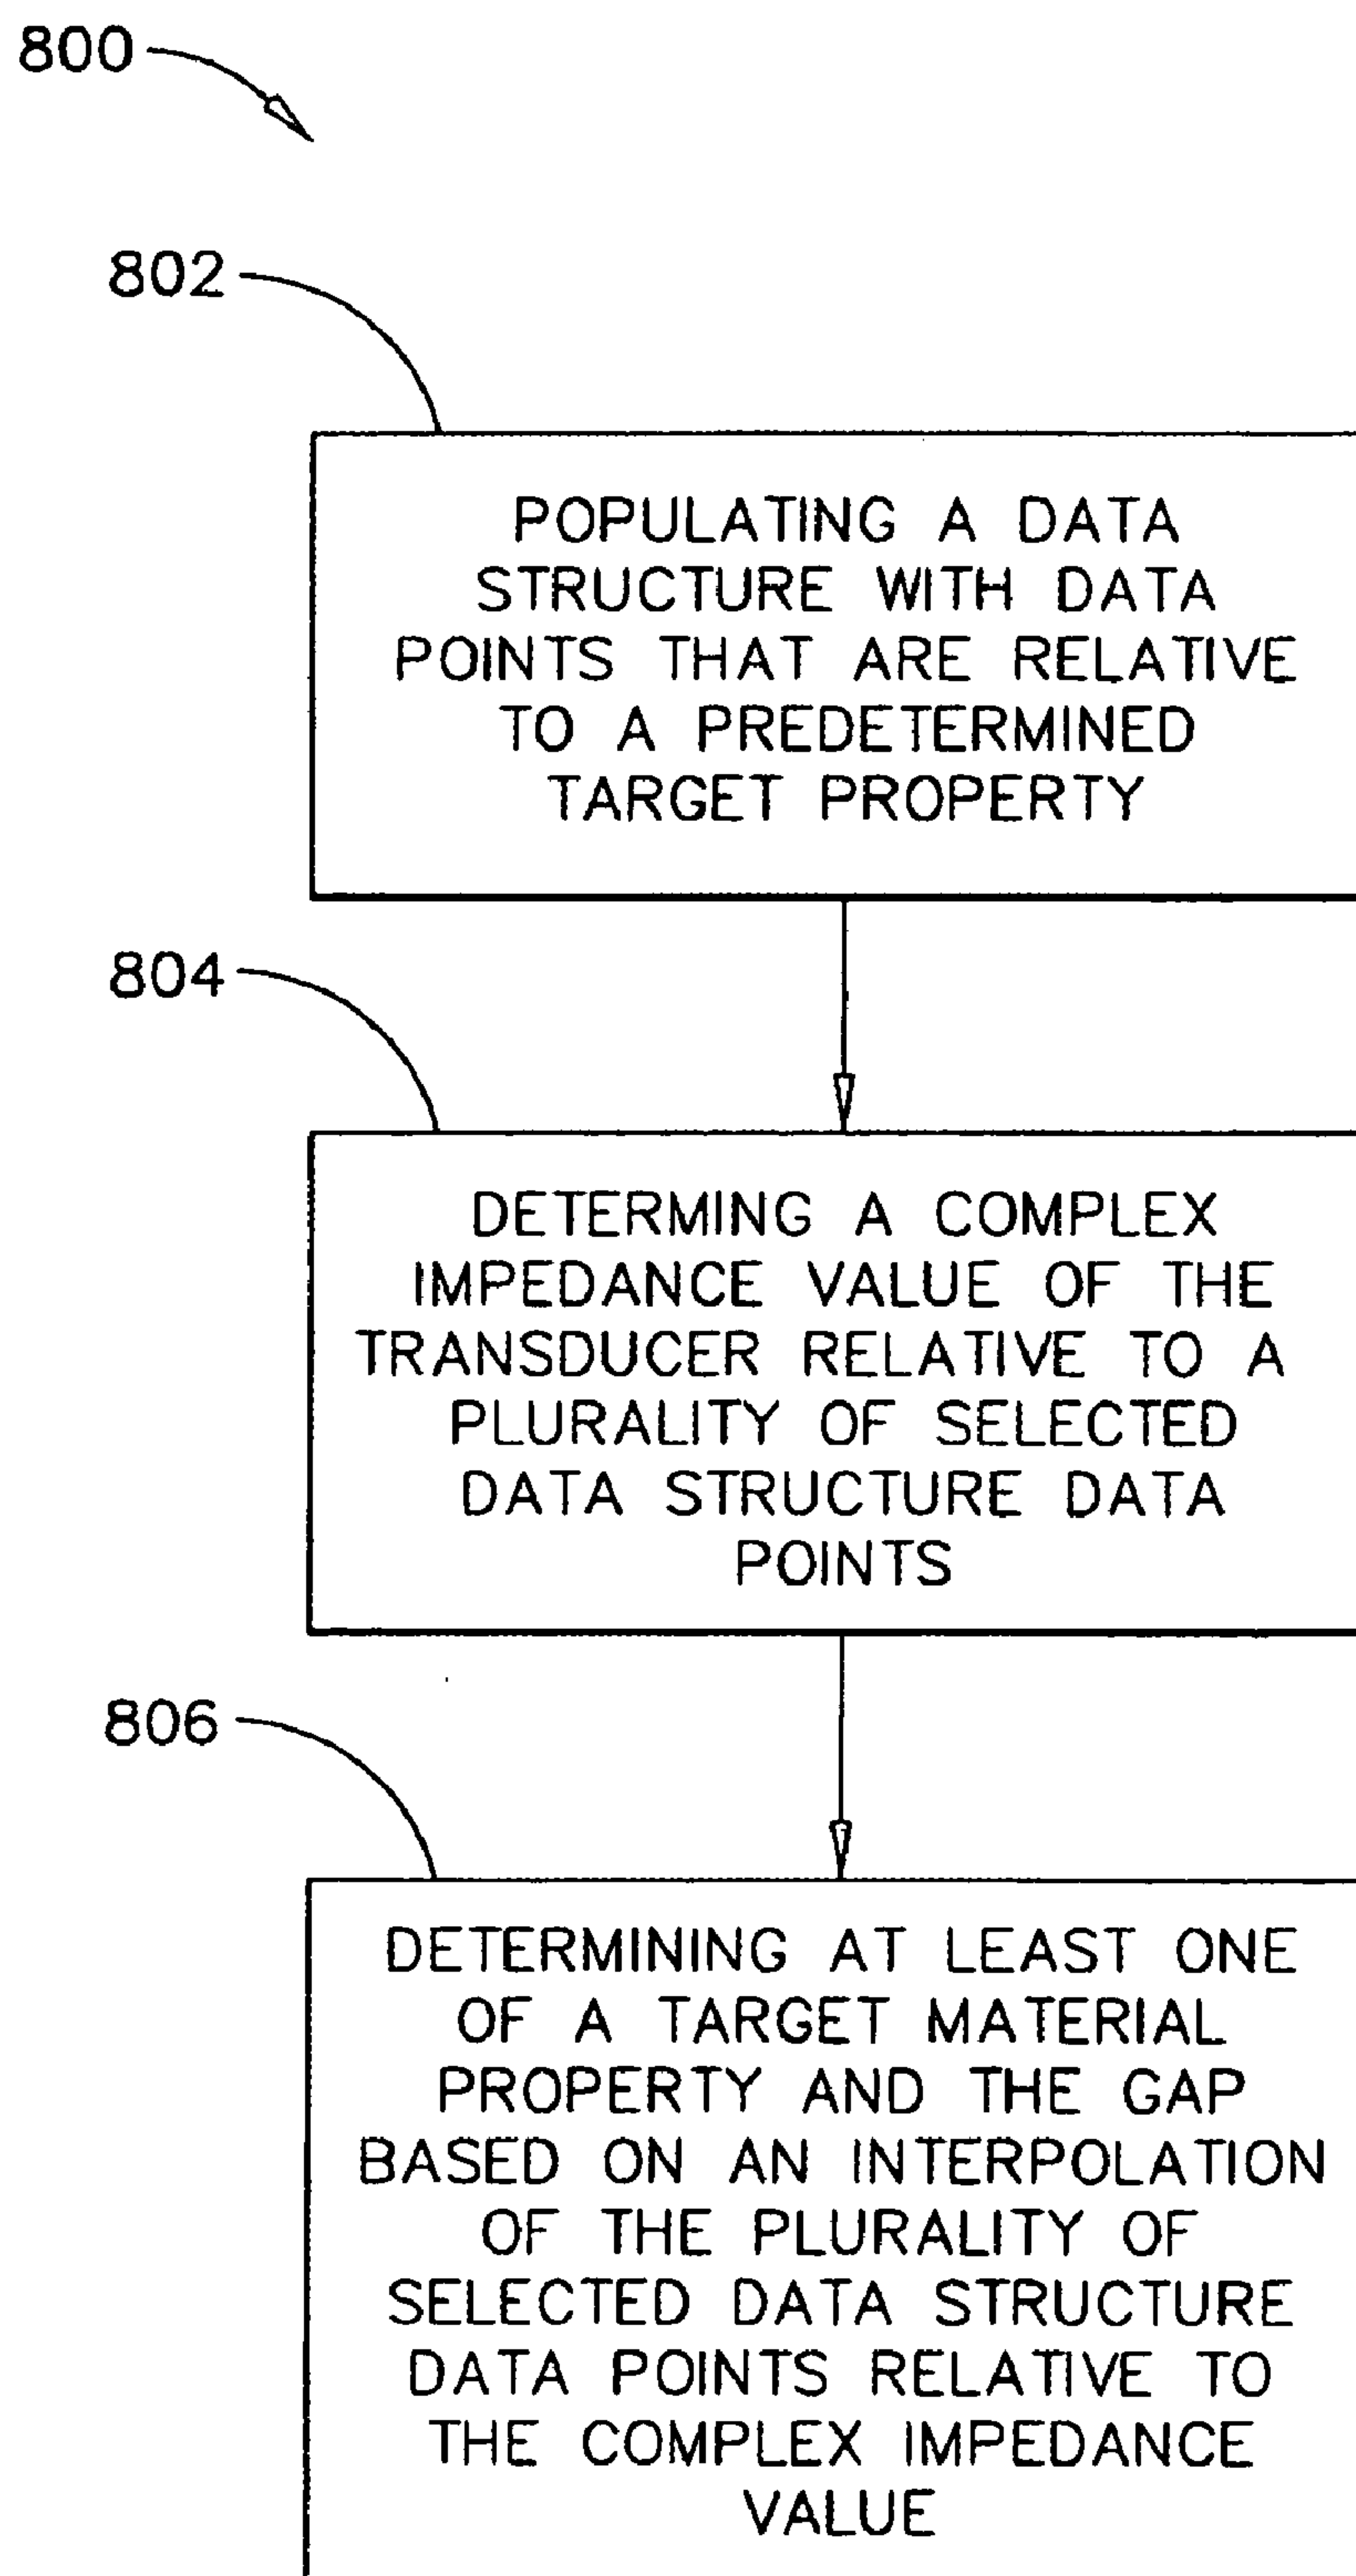 800
802
POPULATING A DATA
STRUCTURE WITH DATA
POINTS THAT ARE RELATIVE
TO A PREDETERMINED
TARGET PROPERTY
804
DETERMING A COMPLEX
IMPEDANCE VALUE OF THE
TRANSDUCER RELATIVE TO A
PLURALITY OF SELECTED
DATA STRUCTURE DATA
POINTS
806
DETERMINING AT LEAST ONE
OF A TARGET MATERIAL
PROPERTY AND THE GAP
BASED ON AN INTERPOLATION
OF THE PLURALITY OF
SELECTED DATA STRUCTURE
DATA POINTS RELATIVE TO
THE COMPLEX IMPEDANCE
VALUE